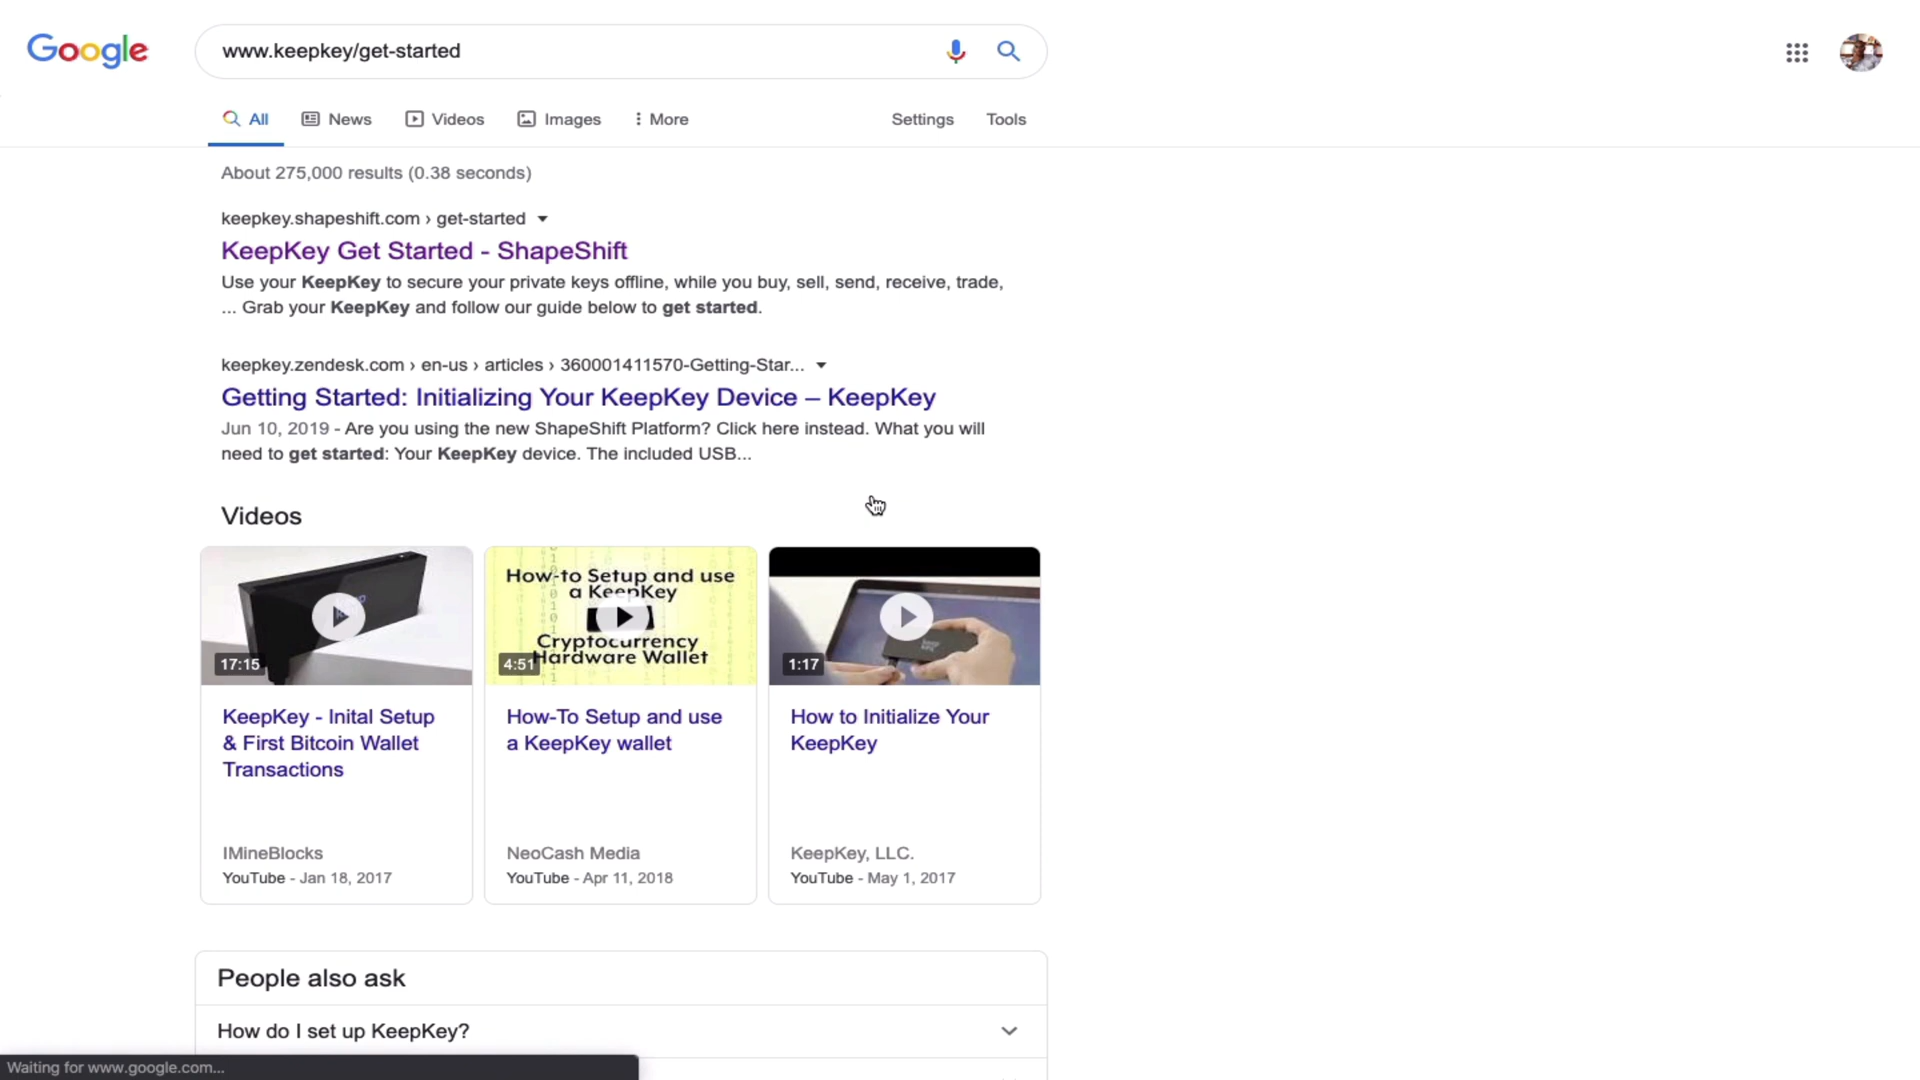 Google
www.keepkey/get-started
All
News
Videos
Images
More
Settings
Tools
About 275,000 results (0.38 seconds)
keepkey.shapeshift.com › get-started
KeepKey Get Started - ShapeShift
Use your KeepKey to secure your private keys offline, while you buy, sell, send, receive, trade,
... Grab your KeepKey and follow our guide below to get started.
keepkey.zendesk.com › en-us › articles › 360001411570-Getting-Star...
Getting Started: Initializing Your KeepKey Device – KeepKey
Jun 10, 2019 - Are you using the new ShapeShift Platform? Click here instead. What you will
need to get started: Your KeepKey device. The included USB...
Videos
17:15
How-to Setup and use
a KeepKey
Cryptocurrency
Hardware Wallet
4:51
1:17
KeepKey - Inital Setup
& First Bitcoin Wallet
Transactions
IMineBlocks
YouTube - Jan 18, 2017
How-To Setup and use
a KeepKey wallet
NeoCash Media
YouTube - Apr 11, 2018
How to Initialize Your
KeepKey
KeepKey, LLC.
YouTube - May 1, 2017
People also ask
How do I set up KeepKey?
Waiting for www.google.com...